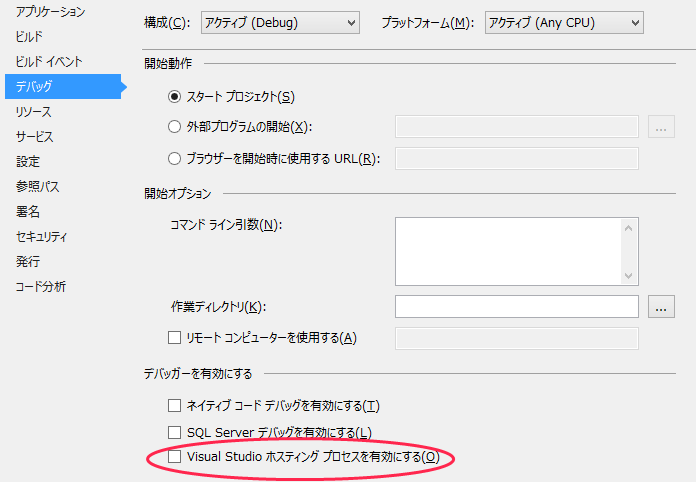 アプリケーション
ビルド
ビルド イベント
デバッグ
リソース
サービス
設定
参照パス
署名
セキュリティ
発行
コード分析
構成(C): アクティブ (Debug) プラットフォーム(M): アクティブ (Any CPU)
開始動作
スタート プロジェクト(S)
外部プログラムの開始(X): ...
ブラウザーを開始時に使用する URL(R):
開始オプション
コマンド ライン引数(N):
作業ディレクトリ(K): ...
リモート コンピューターを使用する(A)
デバッガーを有効にする
ネイティブ コード デバッグを有効にする(T)
SQL Server デバッグを有効にする(L)
Visual Studio ホスティング プロセスを有効にする(O)